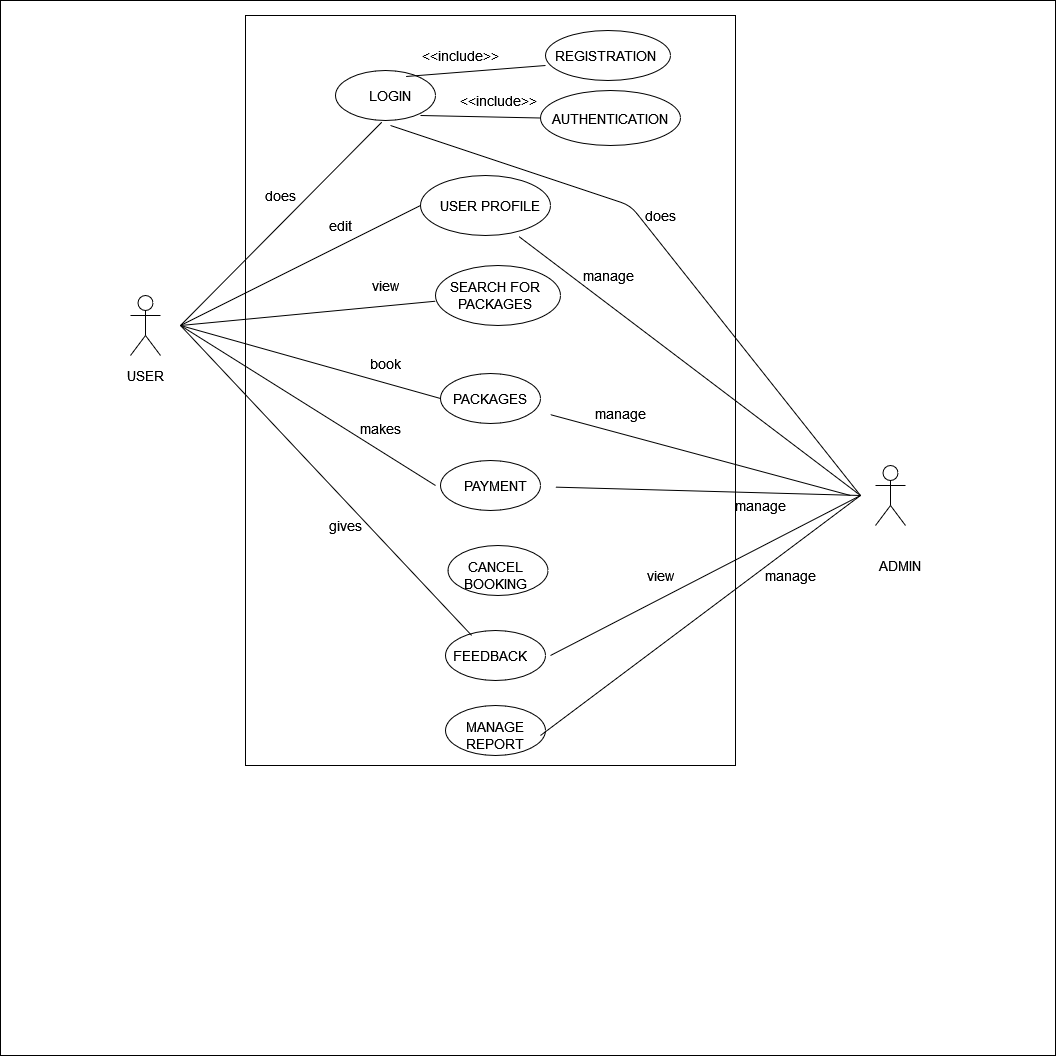 <<include>>
REGISTRATION
LOGIN
<<include>>
AUTHENTICATION
does
USER PROFILE
does
edit
manage
view
SEARCH FOR
PACKAGES
USER
book
PACKAGES
manage
makes
PAYMENT
manage
gives
CANCEL
BOOKING
view
manage
ADMIN
FEEDBACK
MANAGE
REPORT